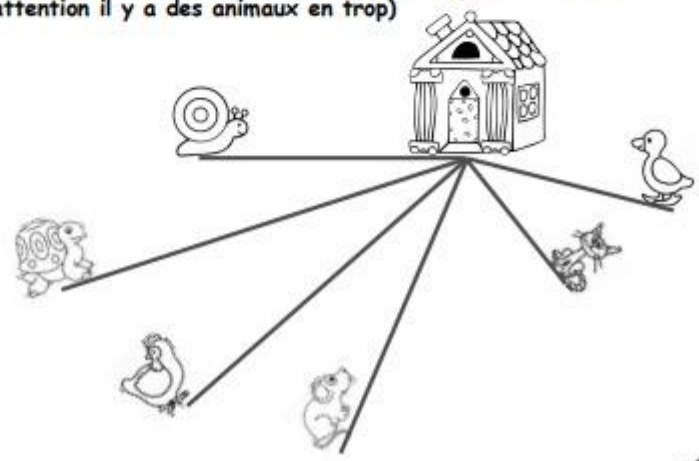 attention il y a des animaux en trop)